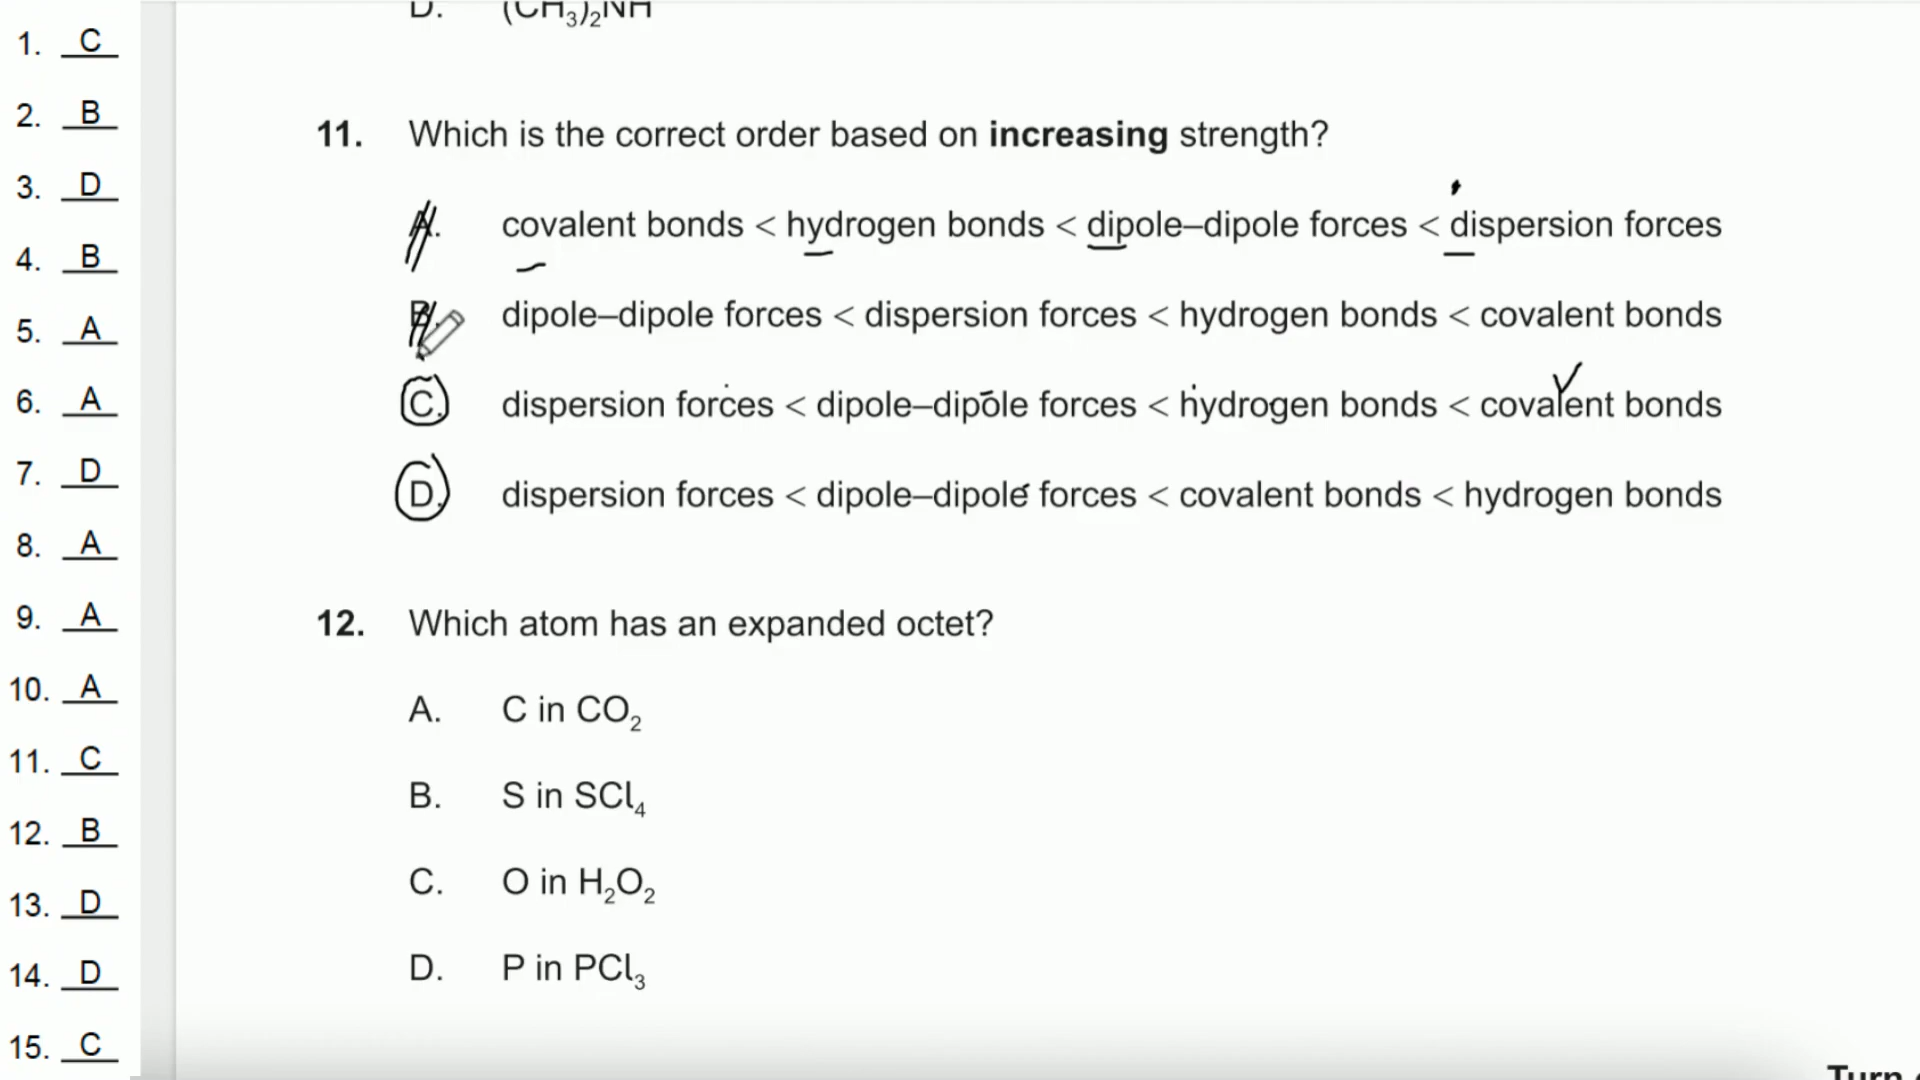 1. C
2. B
3. D
4. B
5. A
6. A
7. D
8. A
9. A
10. A
11. C
12. B
13. D
14. D
15. C
D. (CH₃)₂NH
11. Which is the correct order based on increasing strength?
A. covalent bonds < hydrogen bonds < dipole–dipole forces < dispersion forces
B. dipole–dipole forces < dispersion forces < hydrogen bonds < covalent bonds
C. dispersion forces < dipole–dipole forces < hydrogen bonds < covalent bonds
D. dispersion forces < dipole–dipole forces < covalent bonds < hydrogen bonds
12. Which atom has an expanded octet?
A. C in CO₂
B. S in SCl₄
C. O in H₂O₂
D. P in PCl₃
Turn